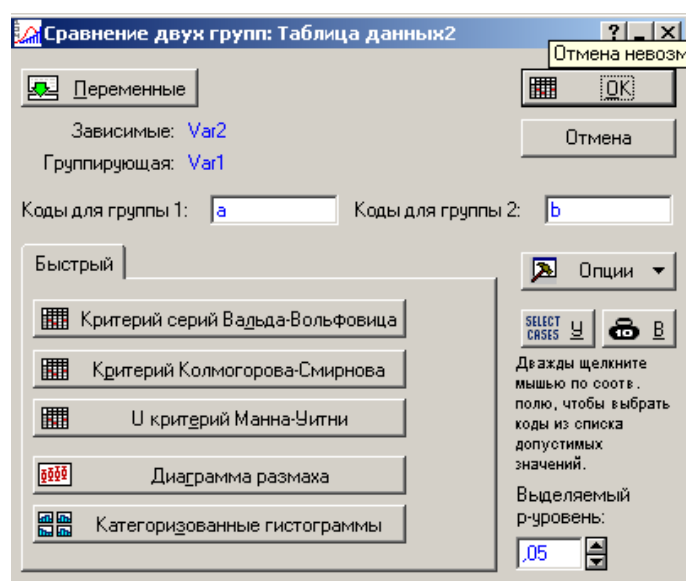 Сравнение двух групп: Таблица данных2
? _ X
Отмена невозм
Переменные
OK
Зависимые: Var2
Отмена
Группирующая: Var1
Коды для группы 1: a Коды для группы 2: b
Быстрый
Опции
Критерий серий Вальда-Вольфовица
SELECT CASES У
В
Критерий Колмогорова-Смирнова
U критерий Манна-Уитни
Дважды щелкните
мышью по соотв.
полю, чтобы выбрать
коды из списка
допустимых
значений.
Диаграмма размаха
Категоризованные гистограммы
Выделяемый
р-уровень:
,05